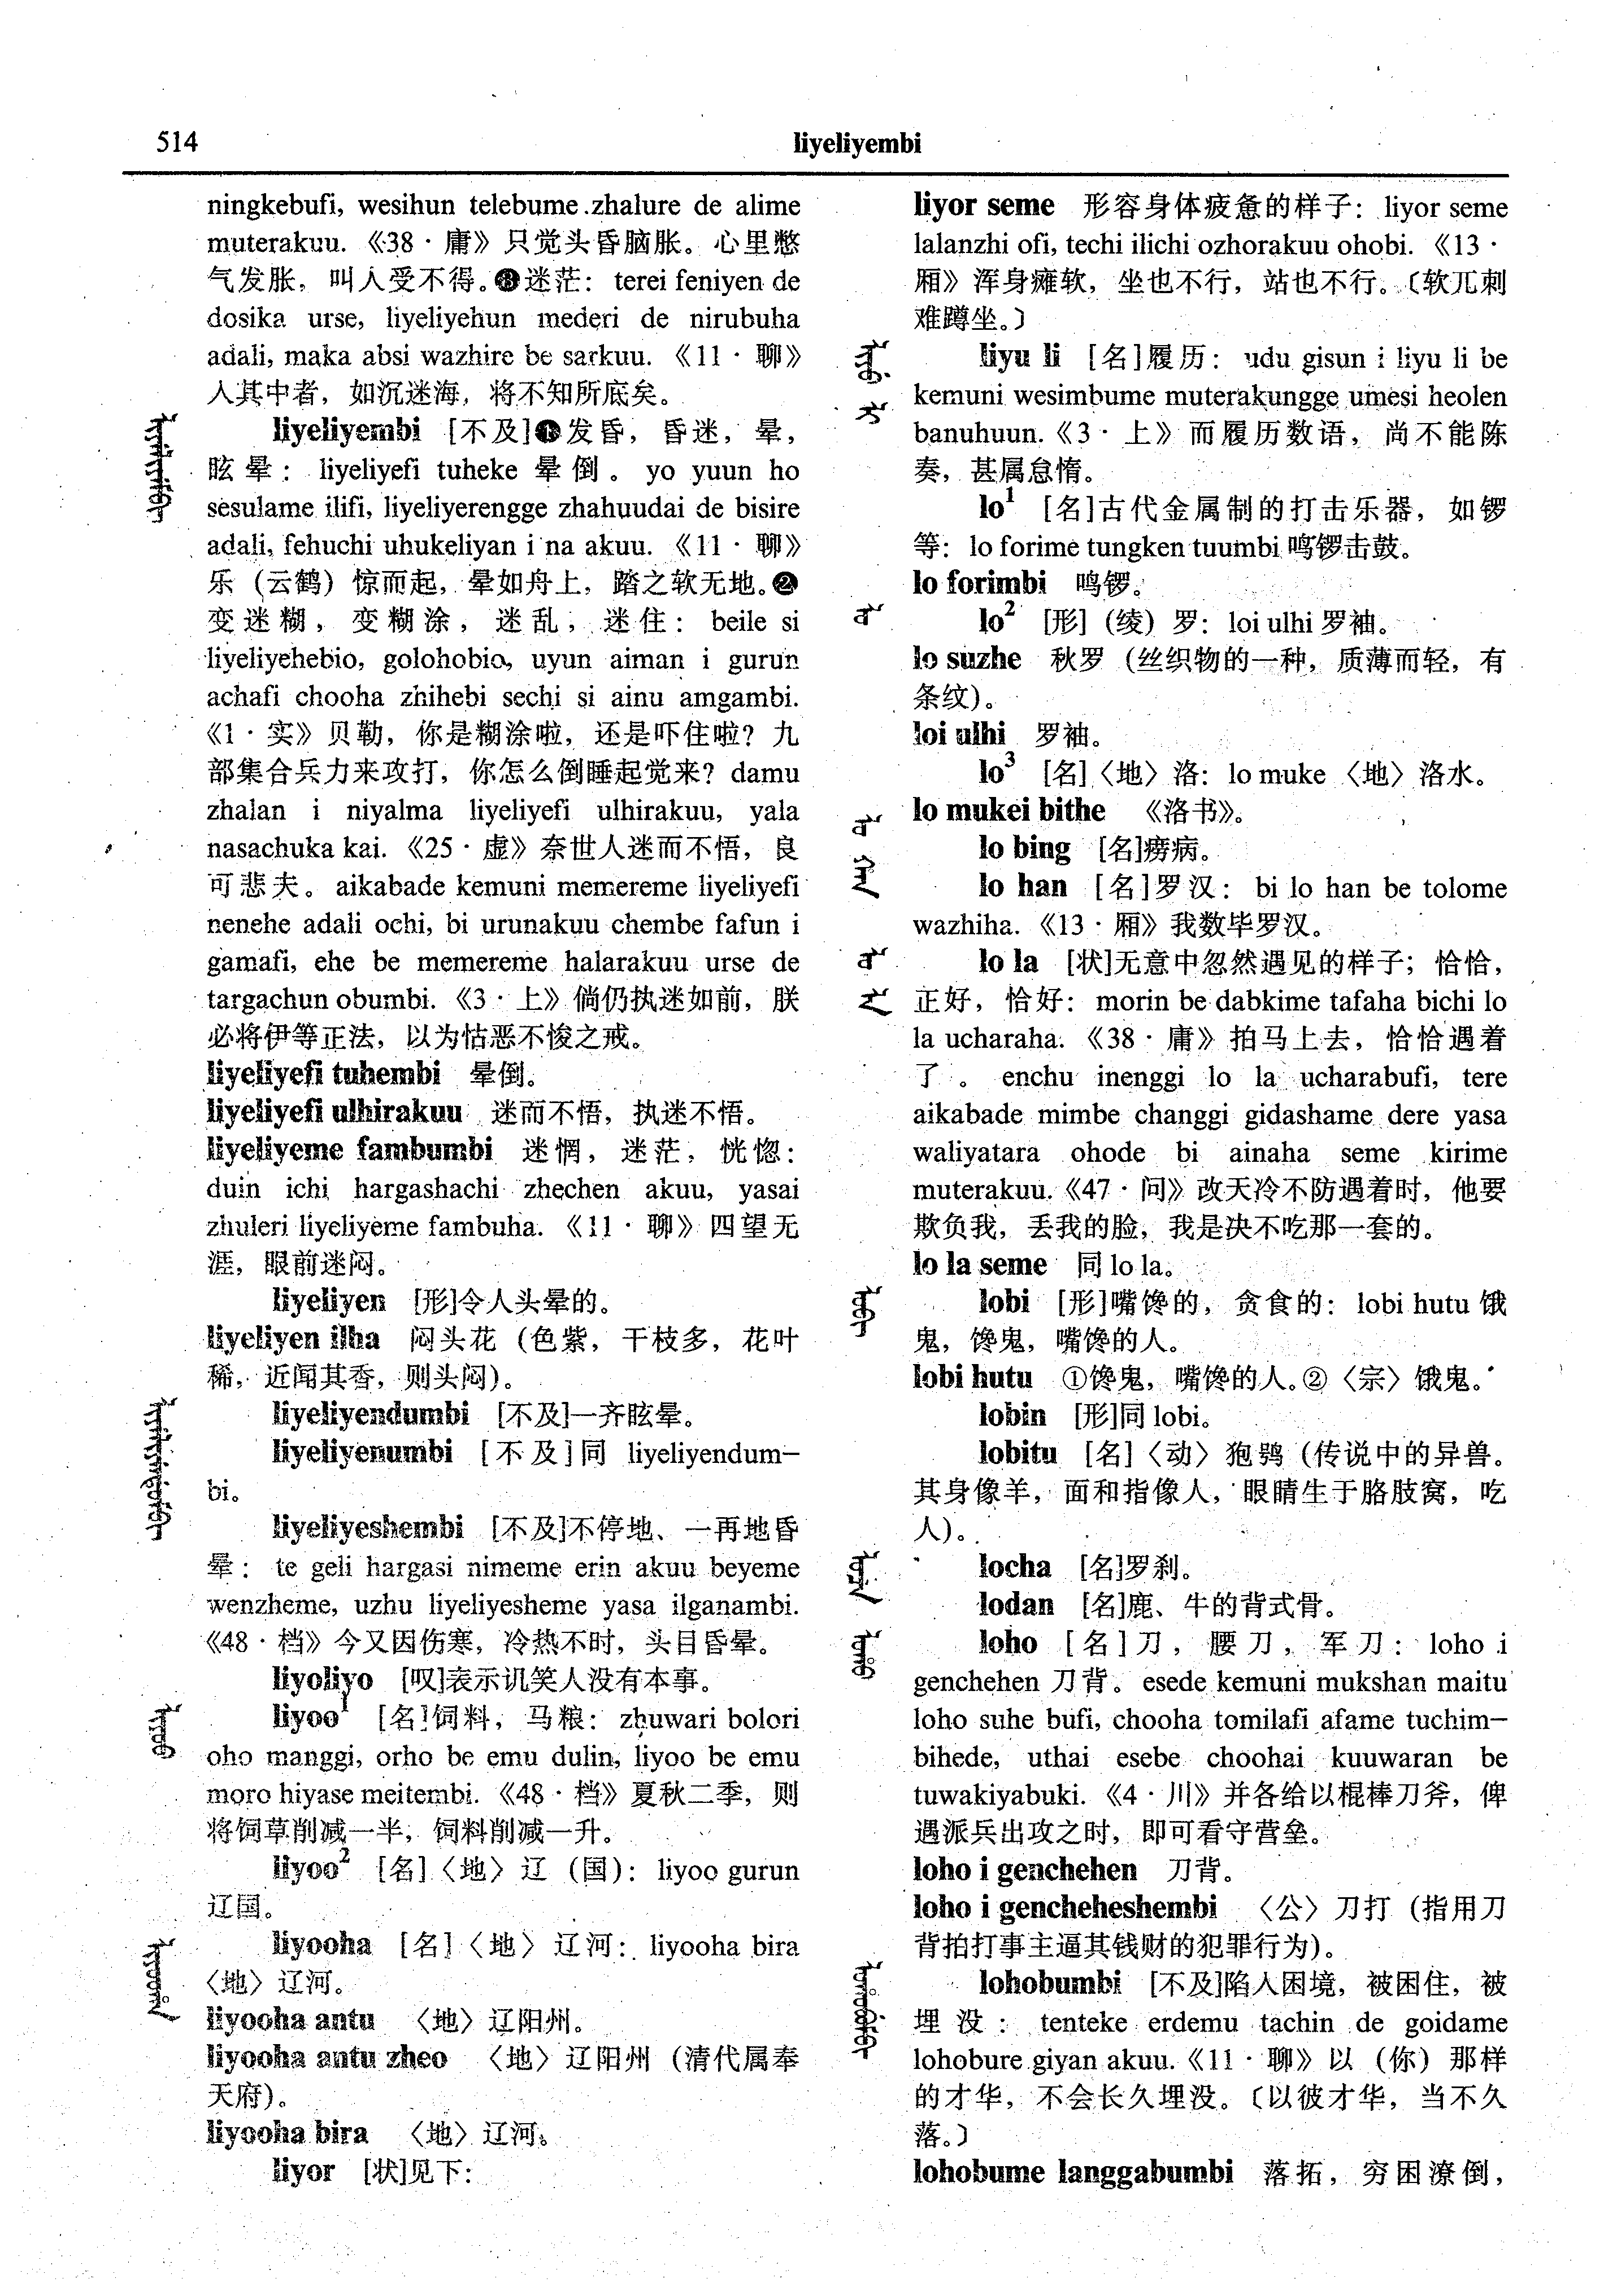 514
liyeliyembi
ningkebufi, wesihun telebume zhalure de alime
muterakuu. 《38·庸》只觉头昏脑胀。心里憋
气发胀，叫人受不得。❸迷茫：terei feniyen de
dosika urse, liyeliyehun mederi de nirubuha
adali, maka absi wazhire be sarkuu. 《11·聊》
人其中者，如沉迷海，将不知所底矣。
liyeliyembi [不及]❶发昏，昏迷，晕，
眩晕：liyeliyefi tuheke 晕倒。yo yuun ho
sesulame ilifi, liyeliyerengge zhahuudai de bisire
adali, fehuchi uhukeliyan i na akuu. 《11·聊》
乐（云鹤）惊而起，晕如舟上，踏之软无地。❷
变迷糊，变糊涂，迷乱，迷住：beile si
liyeliyehebio, golohobio, uyun aiman i gurun
achafi chooha zhihebi sechi si ainu amgambi.
《1·实》贝勒，你是糊涂啦，还是吓住啦？九
部集合兵力来攻打，你怎么倒睡起觉来？damu
zhalan i niyalma liyeliyefi ulhirakuu, yala
nasachuka kai. 《25·虚》奈世人迷而不悟，良
可悲夫。aikabade kemuni memereme liyeliyefi
nenehe adali ochi, bi urunakuu chembe fafun i
gamafi, ehe be memereme halarakuu urse de
targachun obumbi. 《3·上》倘仍执迷如前，朕
必将伊等正法，以为怙恶不悛之戒。
liyeliyefi tuhembi 晕倒。
liyeliyefi ulhirakuu 迷而不悟，执迷不悟。
liyeliyeme fambumbi 迷惘，迷茫，恍惚：
duin ichi hargashachi zhechen akuu, yasai
zhuleri liyeliyeme fambuha. 《11·聊》四望无
涯，眼前迷闷。
liyeliyen [形]令人头晕的。
liyeliyen ilha 闷头花（色紫，干枝多，花叶
稀，近闻其香，则头闷）。
liyeliyendumbi [不及]一齐眩晕。
liyeliyenumbi [不及]同 liyeliyendum–
bi。
liyeliyeshembi [不及]不停地、一再地昏
晕：te geli hargasi nimeme erin akuu beyeme
wenzheme, uzhu liyeliyesheme yasa ilganambi.
《48·档》今又因伤寒，冷热不时，头目昏晕。
liyoliyo [叹]表示讥笑人没有本事。
liyoo¹ [名]饲料，马粮：zhuwari bolori
oho manggi, orho be emu dulin, liyoo be emu
moro hiyase meitembi. 《48·档》夏秋二季，则
将饲草削减一半，饲料削减一升。
liyoo² [名]〈地〉辽（国）：liyoo gurun
辽国。
liyooha [名]〈地〉辽河：liyooha bira
〈地〉辽河。
liyooha antu 〈地〉辽阳州。
liyooha antu zheo 〈地〉辽阳州（清代属奉
天府）。
liyooha bira 〈地〉辽河。
liyor [状]见下：
liyor seme 形容身体疲惫的样子：liyor seme
lalanzhi ofi, techi ilichi ozhorakuu ohobi. 《13·
厢》浑身瘫软，坐也不行，站也不行。〔软兀剌
难蹲坐。〕
liyu li [名]履历：udu gisun i liyu li be
kemuni wesimbume muterakungge umesi heolen
banuhuun. 《3·上》而履历数语，尚不能陈
奏，甚属怠惰。
lo¹ [名]古代金属制的打击乐器，如锣
等：lo forime tungken tuumbi 鸣锣击鼓。
lo forimbi 鸣锣。
lo² [形]（绫）罗：loi ulhi 罗袖。
lo suzhe 秋罗（丝织物的一种，质薄而轻，有
条纹）。
loi ulhi 罗袖。
lo³ [名]〈地〉洛：lo muke〈地〉洛水。
lo mukei bithe 《洛书》。
lo bing [名]痨病。
lo han [名]罗汉：bi lo han be tolome
wazhiha. 《13·厢》我数毕罗汉。
lo la [状]无意中忽然遇见的样子；恰恰，
正好，恰好：morin be dabkime tafaha bichi lo
la ucharaha. 《38·庸》拍马上去，恰恰遇着
了。enchu inenggi lo la ucharabufi, tere
aikabade mimbe changgi gidashame dere yasa
waliyatara ohode bi ainaha seme kirime
muterakuu. 《47·问》改天冷不防遇着时，他要
欺负我，丢我的脸，我是决不吃那一套的。
lo la seme 同 lo la。
lobi [形]嘴馋的，贪食的：lobi hutu 饿
鬼，馋鬼，嘴馋的人。
lobi hutu ①馋鬼，嘴馋的人。②〈宗〉饿鬼。
lobin [形]同 lobi。
lobitu [名]〈动〉狍鸮（传说中的异兽。
其身像羊，面和指像人，眼睛生于胳肢窝，吃
人）。
locha [名]罗刹。
lodan [名]鹿、牛的背式骨。
loho [名]刀，腰刀，军刀：loho i
genchehen 刀背。esede kemuni mukshan maitu
loho suhe bufi, chooha tomilafi afame tuchim–
bihede, uthai esebe choohai kuuwaran be
tuwakiyabuki. 《4·川》并各给以棍棒刀斧，俾
遇派兵出攻之时，即可看守营垒。
loho i genchehen 刀背。
loho i gencheheshembi 〈公〉刀打（指用刀
背拍打事主逼其钱财的犯罪行为）。
lohobumbi [不及]陷入困境，被困住，被
埋没：tenteke erdemu tachin de goidame
lohobure giyan akuu. 《11·聊》以（你）那样
的才华，不会长久埋没。〔以彼才华，当不久
落。〕
lohobume langgabumbi 落拓，穷困潦倒，